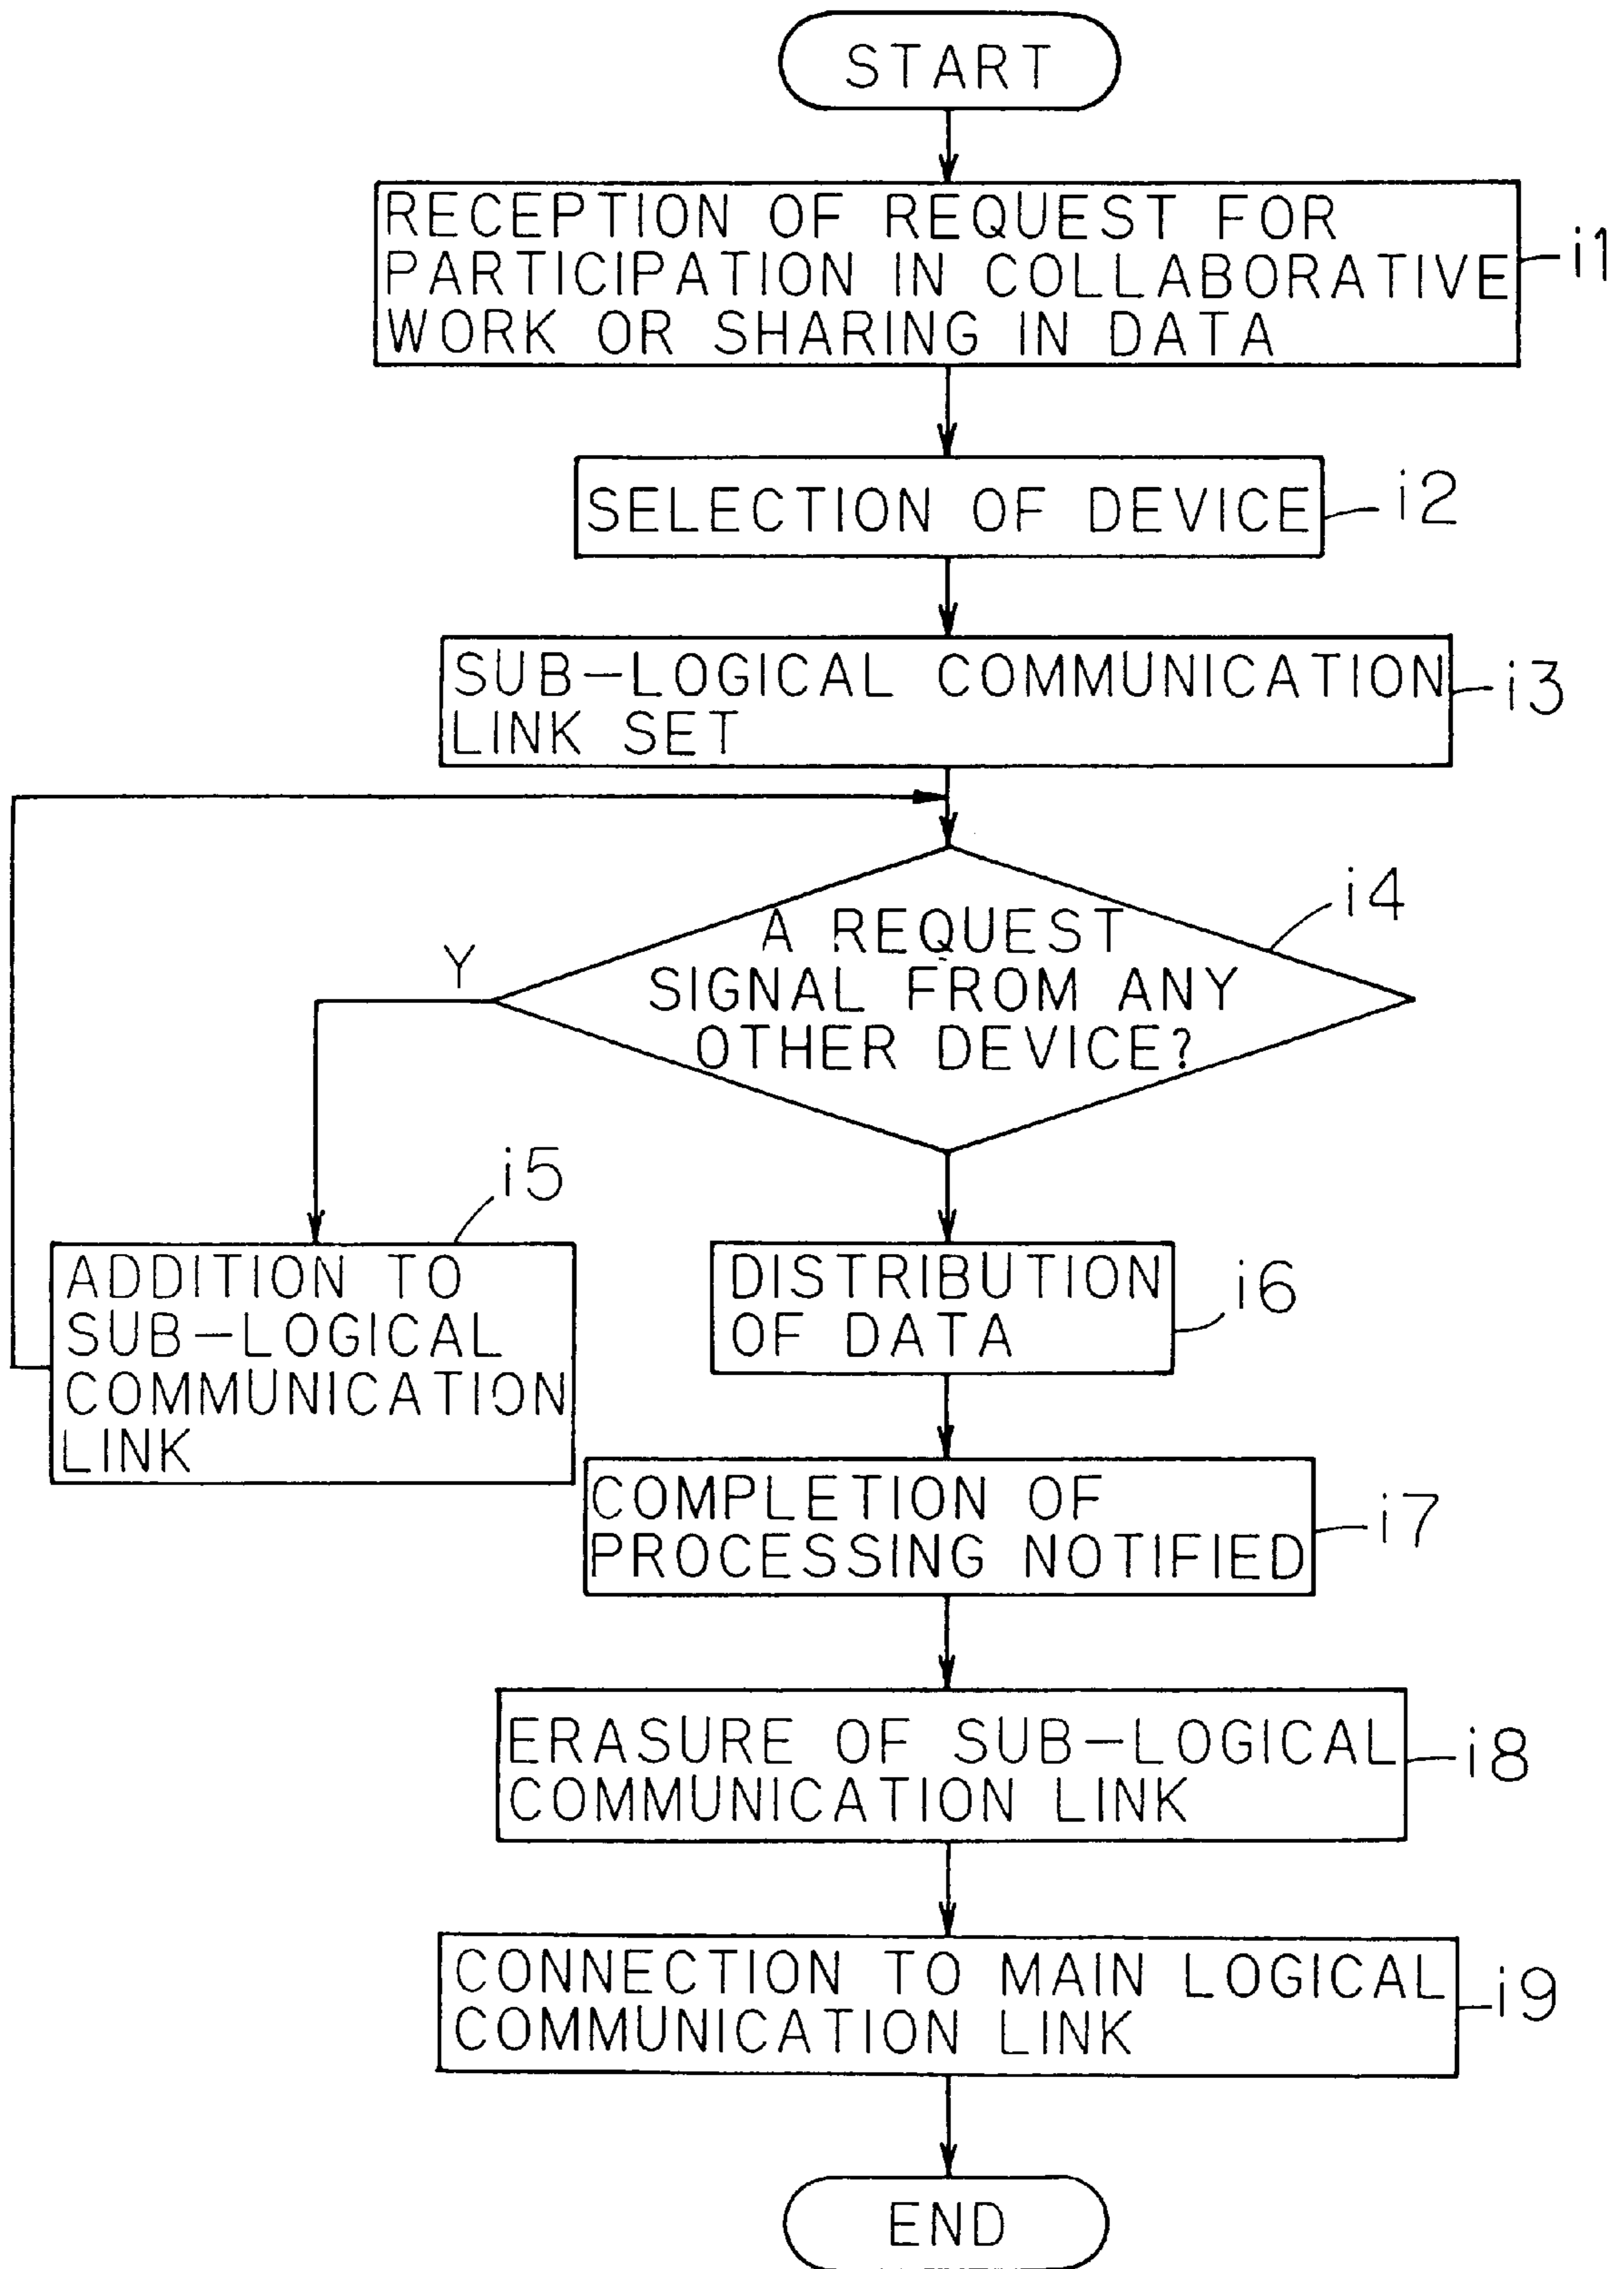 START
RECEPTION OF REQUEST FOR
PARTICIPATION IN COLLABORATIVE
WORK OR SHARING IN DATA
i1
SELECTION OF DEVICE
i2
SUB-LOGICAL COMMUNICATION
LINK SET
i3
i4
A REQUEST
SIGNAL FROM ANY
OTHER DEVICE?
Y
i5
ADDITION TO
SUB-LOGICAL
COMMUNICATION
LINK
DISTRIBUTION
OF DATA
i6
COMPLETION OF
PROCESSING NOTIFIED
i7
ERASURE OF SUB-LOGICAL
COMMUNICATION LINK
i8
CONNECTION TO MAIN LOGICAL
COMMUNICATION LINK
i9
END